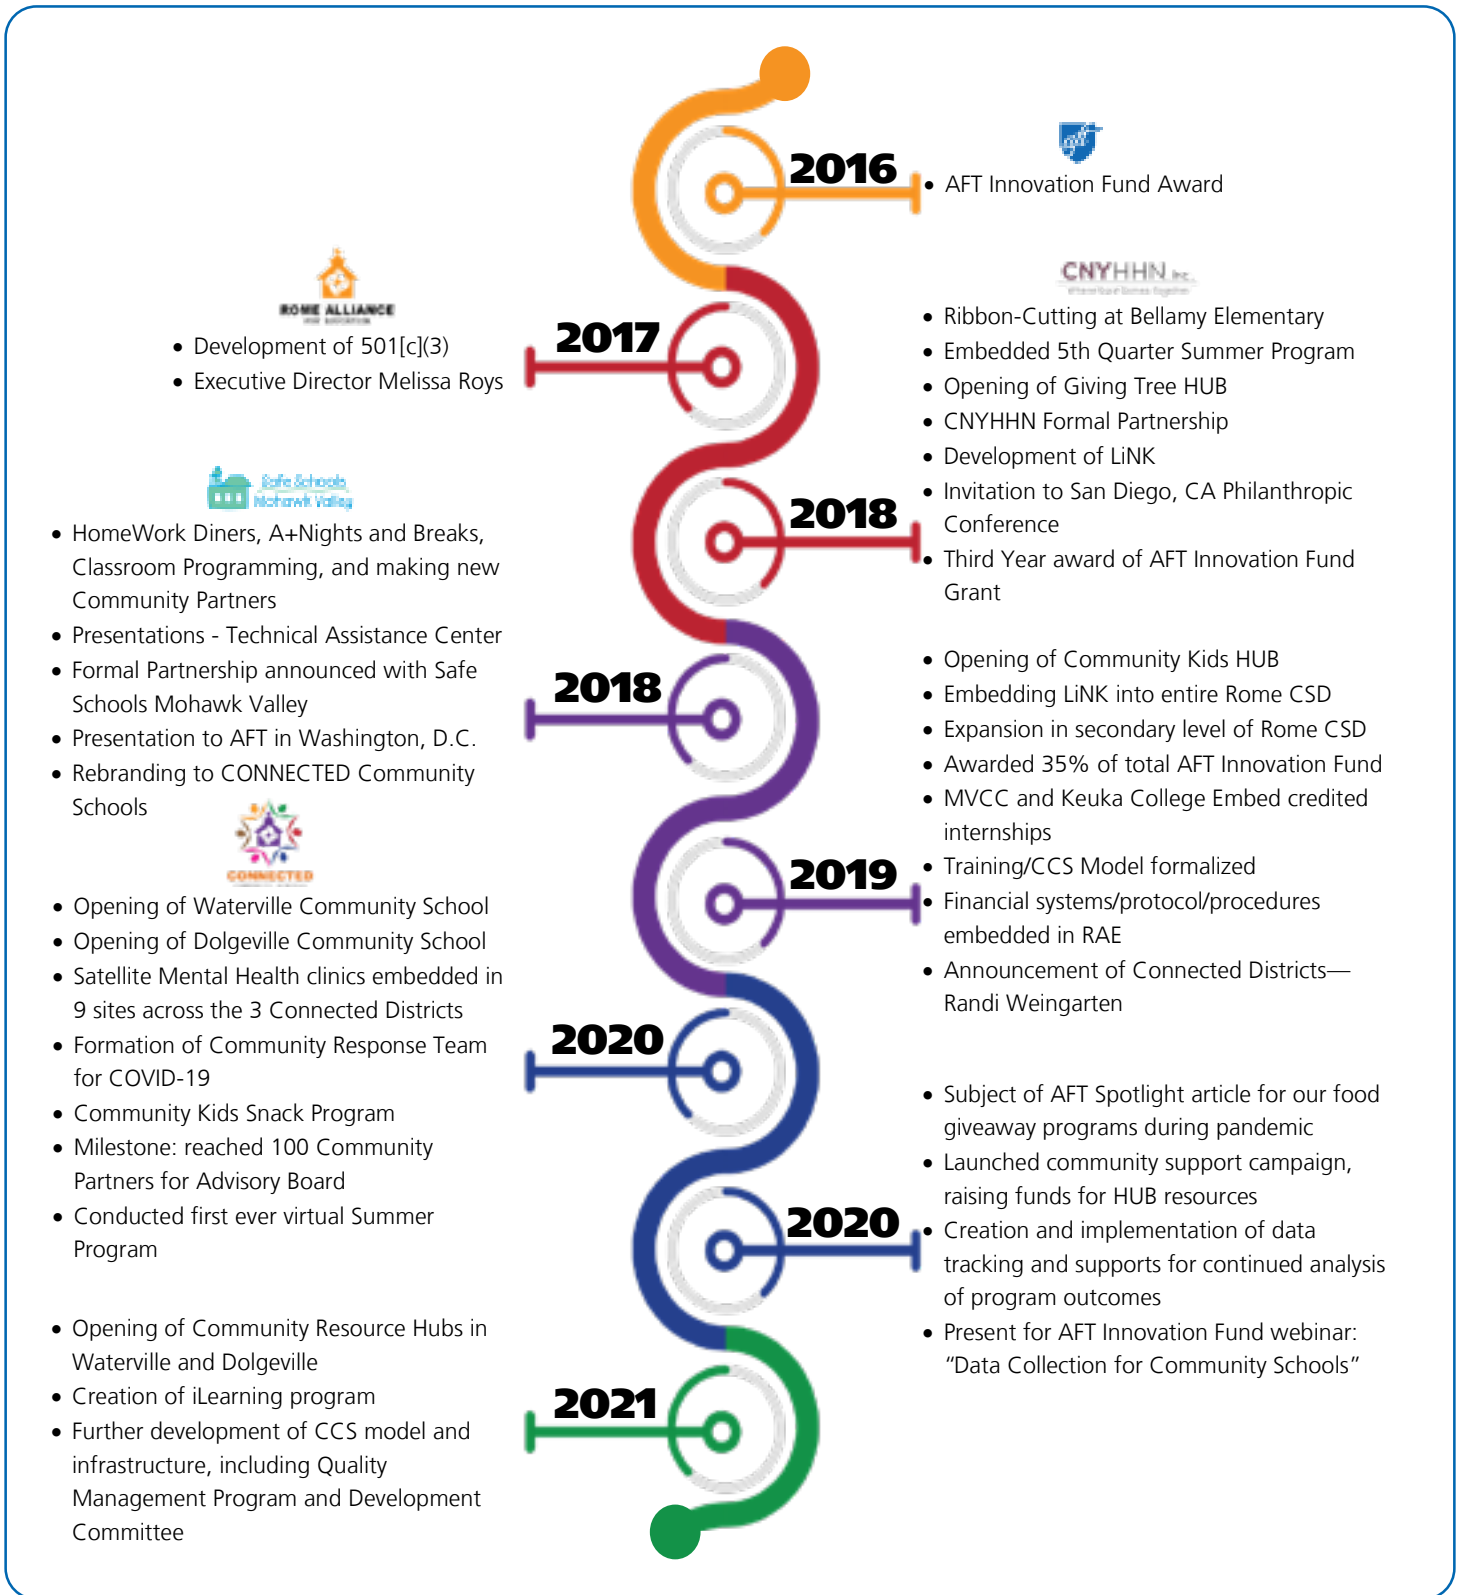 2016
• AFT Innovation Fund Award
ROME ALLIANCE
FOR EDUCATION
2017
• Development of 501[c](3)
• Executive Director Melissa Roys
CNYHHN Inc.
• Ribbon-Cutting at Bellamy Elementary
• Embedded 5th Quarter Summer Program
• Opening of Giving Tree HUB
• CNYHHN Formal Partnership
• Development of LiNK
• Invitation to San Diego, CA Philanthropic
Conference
• Third Year award of AFT Innovation Fund
Grant
2018
Safe Schools
Mohawk Valley
• HomeWork Diners, A+Nights and Breaks,
Classroom Programming, and making new
Community Partners
• Presentations - Technical Assistance Center
• Formal Partnership announced with Safe
Schools Mohawk Valley
• Presentation to AFT in Washington, D.C.
• Rebranding to CONNECTED Community
Schools
2018
• Opening of Community Kids HUB
• Embedding LiNK into entire Rome CSD
• Expansion in secondary level of Rome CSD
• Awarded 35% of total AFT Innovation Fund
• MVCC and Keuka College Embed credited
internships
• Training/CCS Model formalized
• Financial systems/protocol/procedures
embedded in RAE
• Announcement of Connected Districts—
Randi Weingarten
2019
CONNECTED
• Opening of Waterville Community School
• Opening of Dolgeville Community School
• Satellite Mental Health clinics embedded in
9 sites across the 3 Connected Districts
• Formation of Community Response Team
for COVID-19
• Community Kids Snack Program
• Milestone: reached 100 Community
Partners for Advisory Board
• Conducted first ever virtual Summer
Program
2020
• Subject of AFT Spotlight article for our food
giveaway programs during pandemic
• Launched community support campaign,
raising funds for HUB resources
• Creation and implementation of data
tracking and supports for continued analysis
of program outcomes
• Present for AFT Innovation Fund webinar:
“Data Collection for Community Schools”
2020
• Opening of Community Resource Hubs in
Waterville and Dolgeville
• Creation of iLearning program
• Further development of CCS model and
infrastructure, including Quality
Management Program and Development
Committee
2021